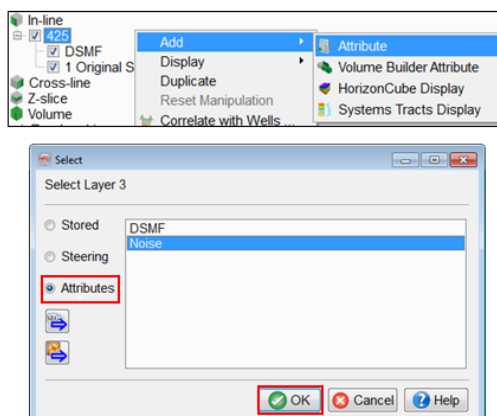 In-line
425
DSMF
1 Original S
Cross-line
Z-slice
Volume
Add
Display
Duplicate
Reset Manipulation
Correlate with Wells ...
Attribute
Volume Builder Attribute
HorizonCube Display
Systems Tracts Display
Select
Select Layer 3
Stored
Steering
Attributes
DSMF
Noise
OK
Cancel
Help